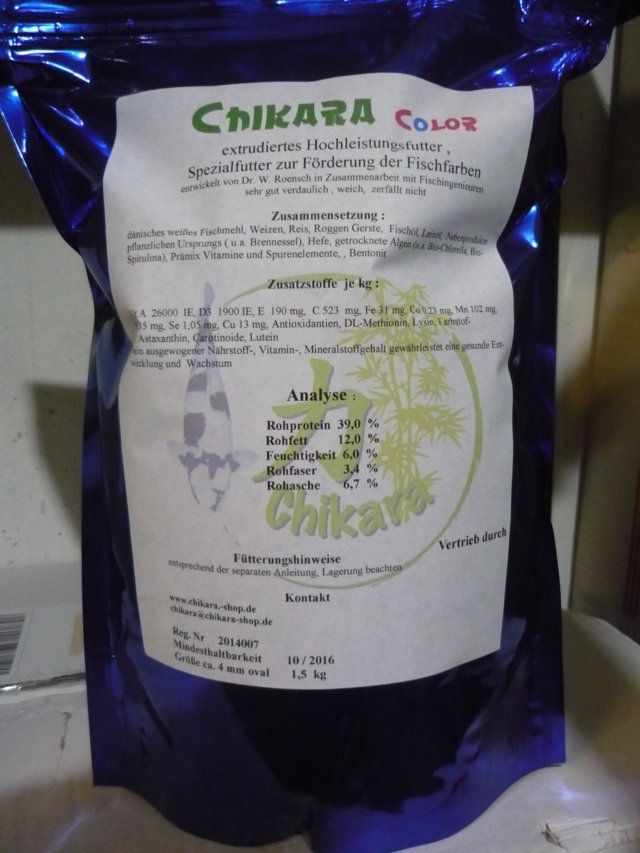 CHIKARA COLOR
extrudiertes Hochleistungsfutter ,
Spezialfutter zur Förderung der Fischfarben
entwickelt von Dr. W. Roensch in Zusammenarbeit mit Fischingenieuren
sehr gut verdaulich , weich, zerfällt nicht
Zusammensetzung :
dänisches weißes Fischmehl, Weizen, Reis, Roggen Gerste, Fischöl, Leinöl, Nebenprodukte
pflanzlichen Ursprungs ( u.a. Brennessel), Hefe, getrocknete Algen (u.a. Bio-Chlorella, Bio-
Spirulina), Prämix Vitamine und Spurenelemente, , Bentonit
Zusatzstoffe je kg :
A 26000 IE, D3 1900 IE, E 190 mg, C 523 mg, Fe 31 mg, Co 0,23 mg, Mn 102 mg,
mg, Se 1,05 mg, Cu 13 mg, Antioxidantien, DL-Methionin, Lysin, Farbstof-
Astaxanthin, Carotinoide, Lutein
ein ausgewogener Nährstoff-, Vitamin-, Mineralstoffgehalt gewährleistet eine gesunde Ent-
wicklung und Wachstum
Analyse :
Rohprotein 39,0 %
Rohfett 12,0 %
Feuchtigkeit 6,0 %
Rohfaser 3,4 %
Rohasche 6,7 %
力
Chikara
Vertrieb durch
Fütterungshinweise
entsprechend der separaten Anleitung, Lagerung beachten
Kontakt
www.chikara.-shop.de
chikara@chikara-shop.de
Reg. Nr 2014007
Mindesthaltbarkeit 10 / 2016
Größe ca. 4 mm oval 1,5 kg